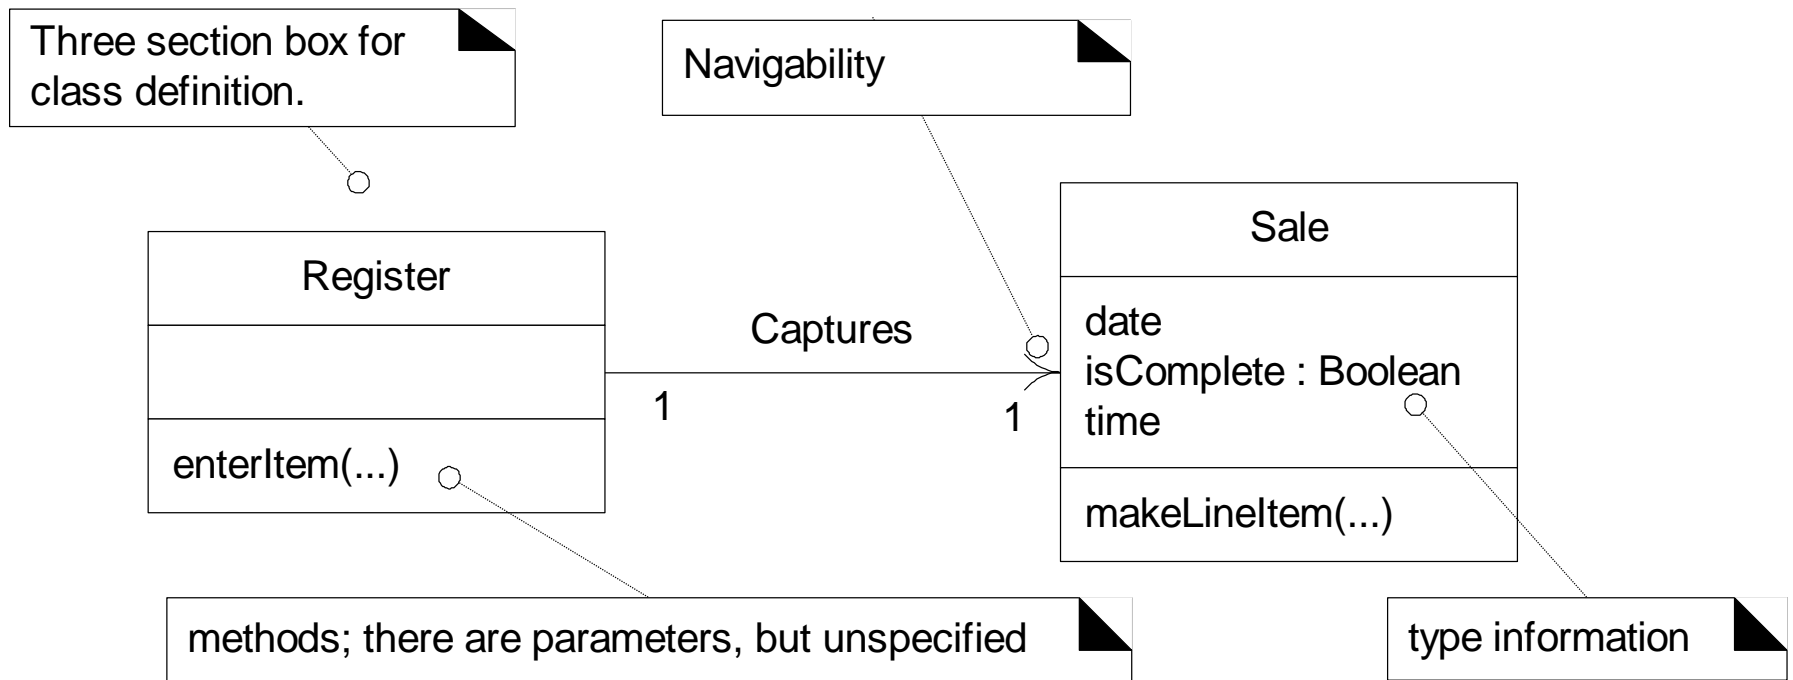 Three section box for
class definition.
Navigability
Sale
Register
date
Captures
isComplete : Boolean
1
1
time
enterItem(...)
makeLineItem(...)
methods; there are parameters, but unspecified
type information